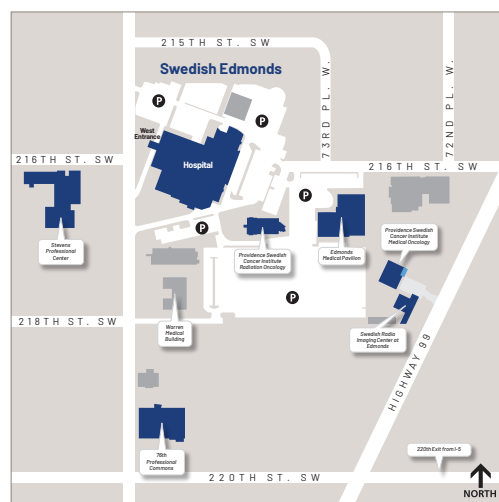 215TH ST. SW
Swedish Edmonds
73RD PL. W.
72ND PL. W.
P
P
West
Entrance
Hospital
216TH ST. SW
216TH ST. SW
P
P
Stevens
Professional
Center
Providence Swedish
Cancer Institute
Radiation Oncology
Edmonds
Medical Pavilion
Providence Swedish
Cancer Institute
Medical Oncology
P
218TH ST. SW
Warren
Medical
Building
Swedish Radia
Imaging Center at
Edmonds
HIGHWAY 99
76th
Professional
Commons
220th Exit from I-5
220TH ST. SW
NORTH